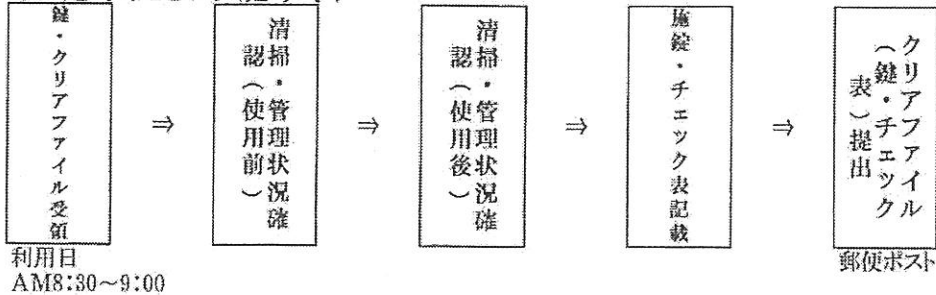 鍵・クリアファイル受領
⇒
清掃・管理状況確
認（使用前）
⇒
清掃・管理状況確
認（使用後）
⇒
施錠・チェック表記載
⇒
クリアファイル
（鍵・チェック
表）提出
利用日
AM8:30～9:00
郵便ポスト